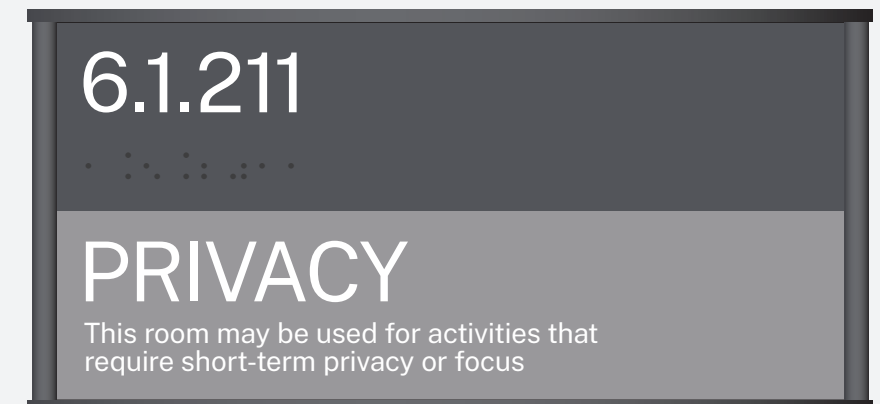 6.1.211
PRIVACY
This room may be used for activities that
require short-term privacy or focus